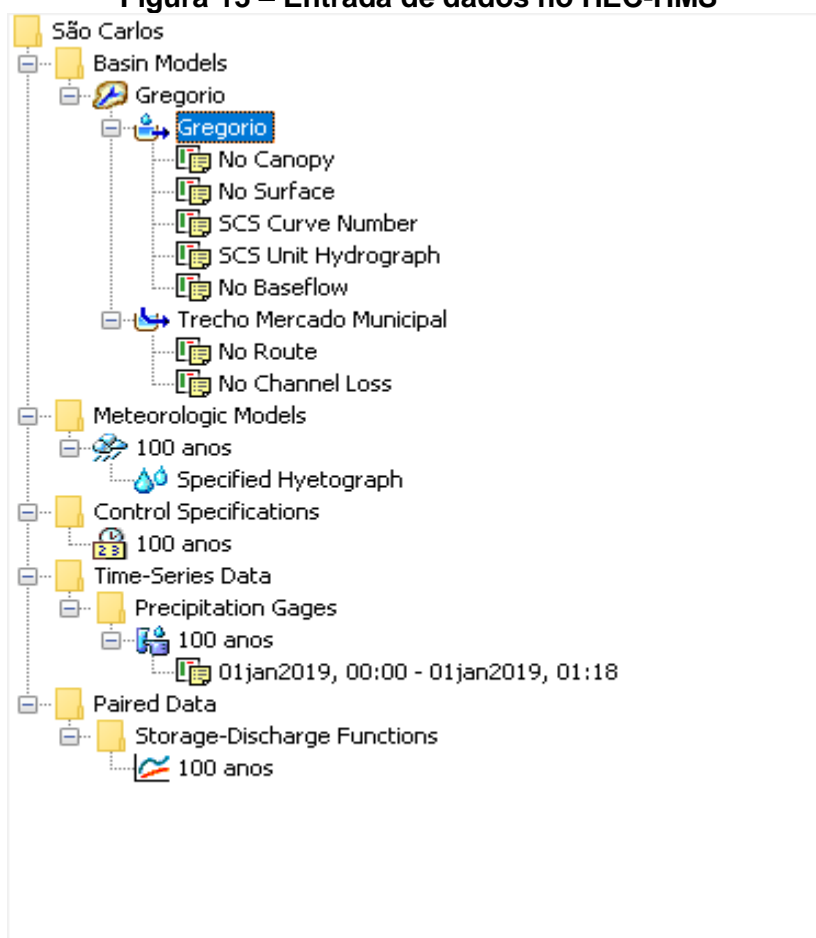 Figura 15 – Entrada de dados no HEC-HMS
São Carlos
Basin Models
Gregorio
Gregorio
No Canopy
No Surface
SCS Curve Number
SCS Unit Hydrograph
No Baseflow
Trecho Mercado Municipal
No Route
No Channel Loss
Meteorologic Models
100 anos
Specified Hyetograph
Control Specifications
100 anos
Time-Series Data
Precipitation Gages
100 anos
01jan2019, 00:00 - 01jan2019, 01:18
Paired Data
Storage-Discharge Functions
100 anos